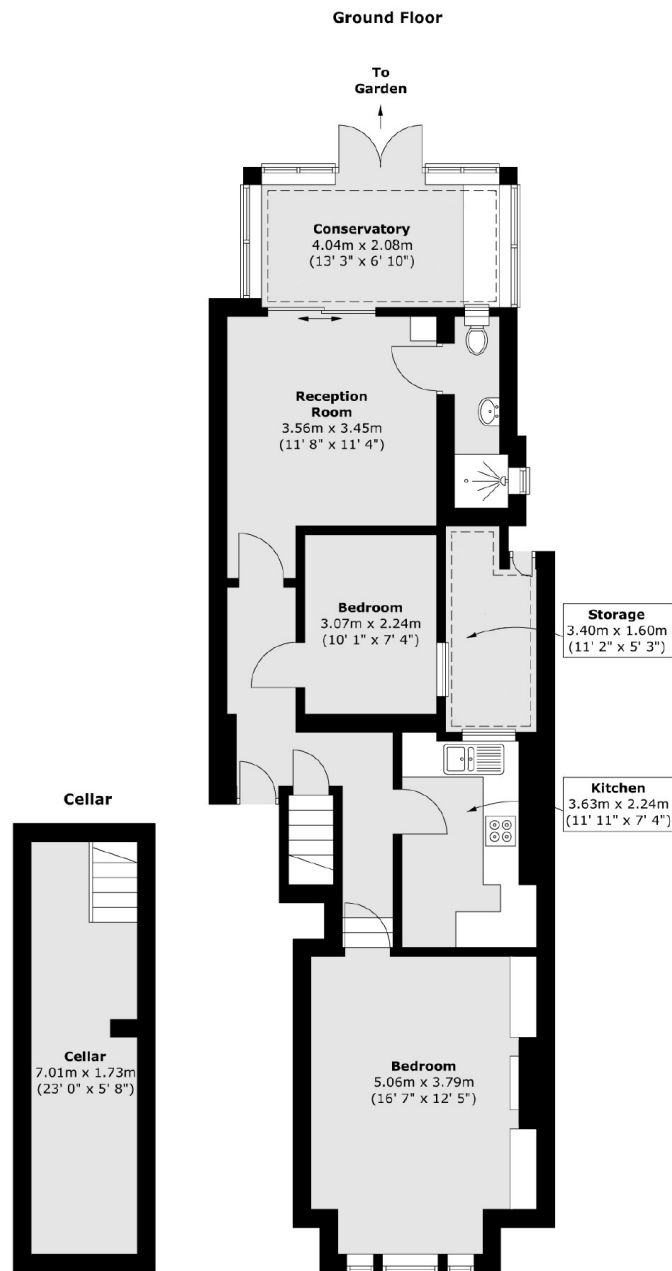 Ground Floor
To
Garden
Conservatory
4.04m x 2.08m
(13' 3" x 6' 10")
Reception
Room
3.56m x 3.45m
(11' 8" x 11' 4")
Bedroom
3.07m x 2.24m
(10' 1" x 7' 4")
Storage
3.40m x 1.60m
(11' 2" x 5' 3")
Kitchen
3.63m x 2.24m
(11' 11" x 7' 4")
Cellar
Cellar
7.01m x 1.73m
(23' 0" x 5' 8")
Bedroom
5.06m x 3.79m
(16' 7" x 12' 5")